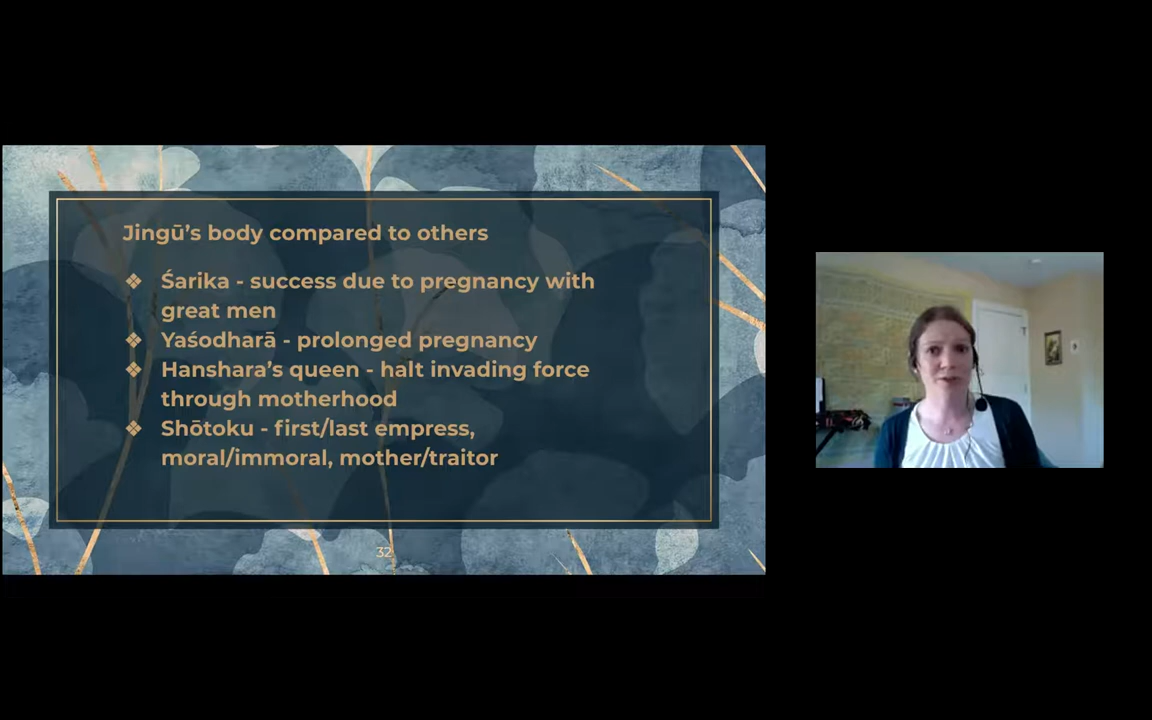 Jingū’s body compared to others
❖ Śarika - success due to pregnancy with
great men
❖ Yaśodharā - prolonged pregnancy
❖ Hanshara’s queen - halt invading force
through motherhood
❖ Shōtoku - first/last empress,
moral/immoral, mother/traitor
32